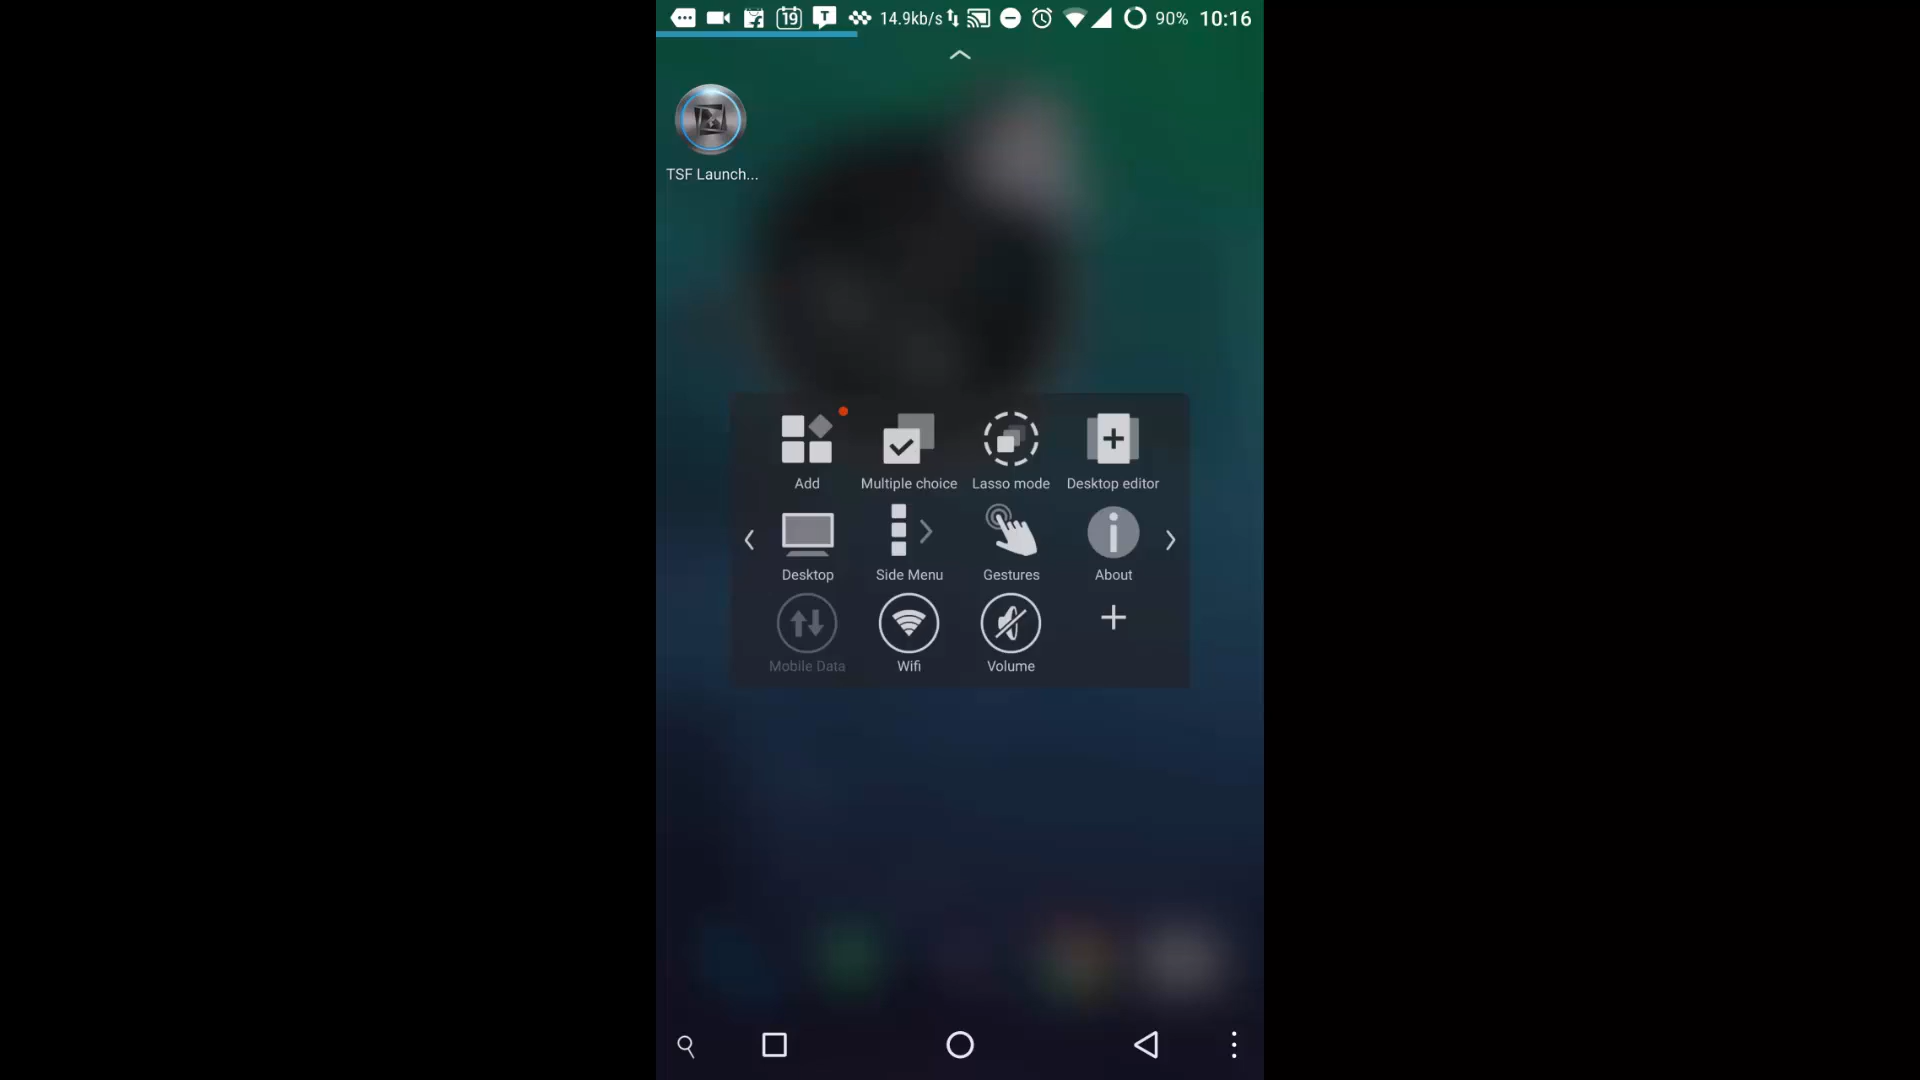 19 T 14.9kb/s 90% 10:16
TSF Launch...
Add Multiple choice Lasso mode Desktop editor
Desktop Side Menu Gestures About
Mobile Data Wifi Volume